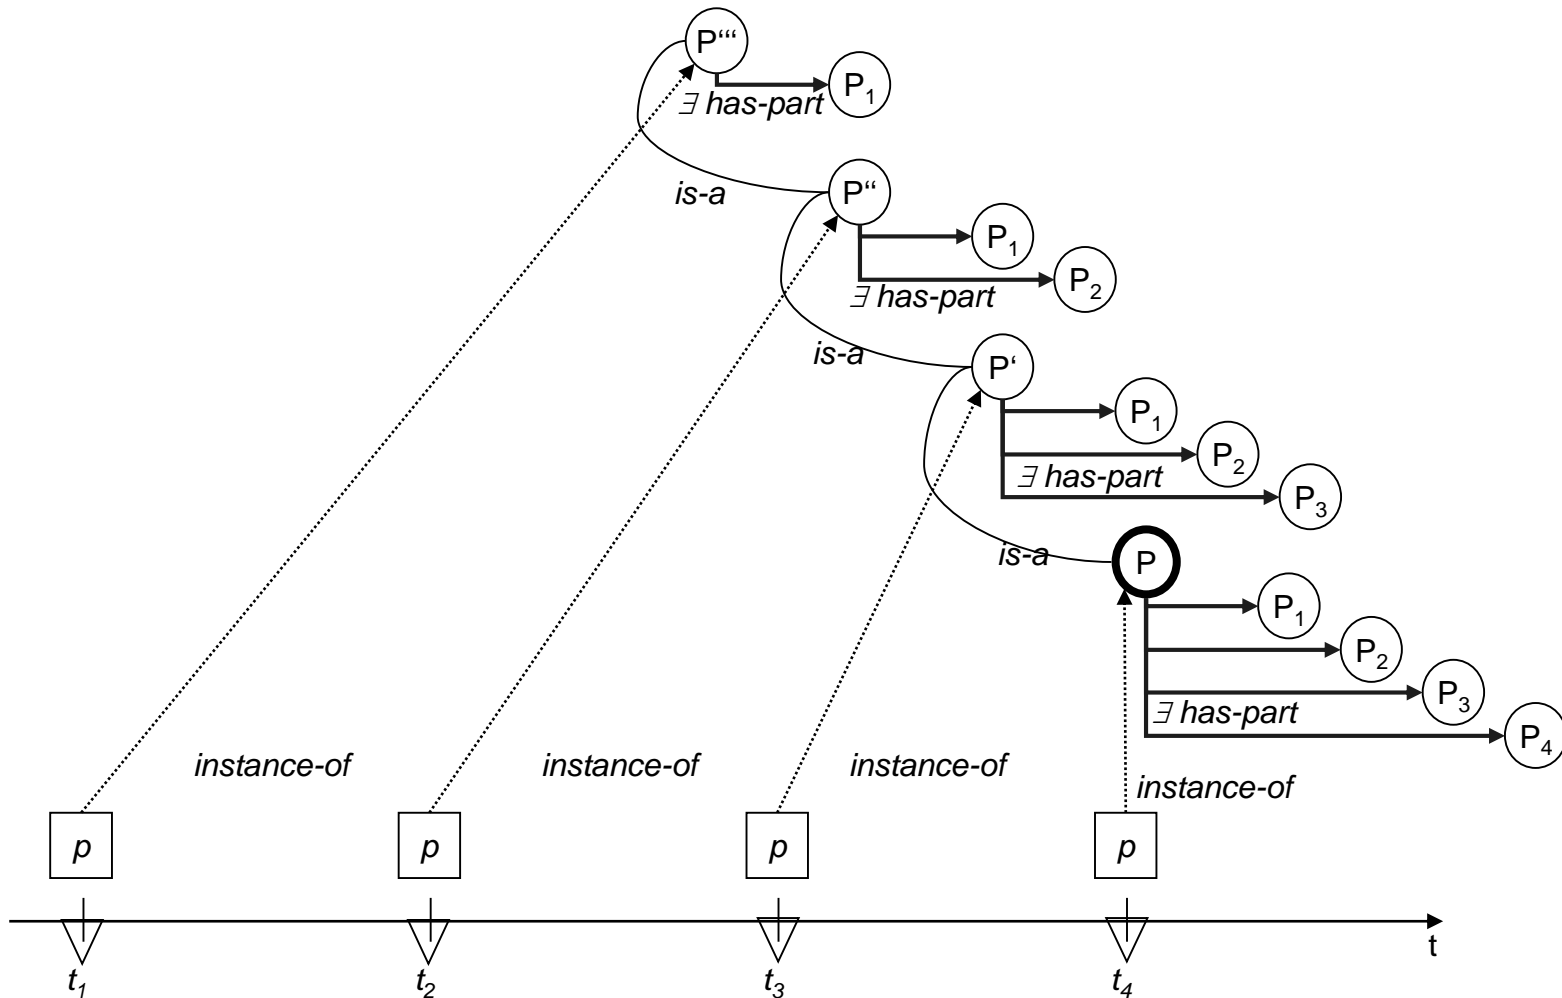 P“‘
P₁
∃ has-part
is-a
P“
P₁
P₂
∃ has-part
is-a
P‘
P₁
P₂
∃ has-part
P₃
is-a
P
P₁
P₂
P₃
∃ has-part
P₄
instance-of instance-of instance-of instance-of
p p p p
t
t₁ t₂ t₃ t₄